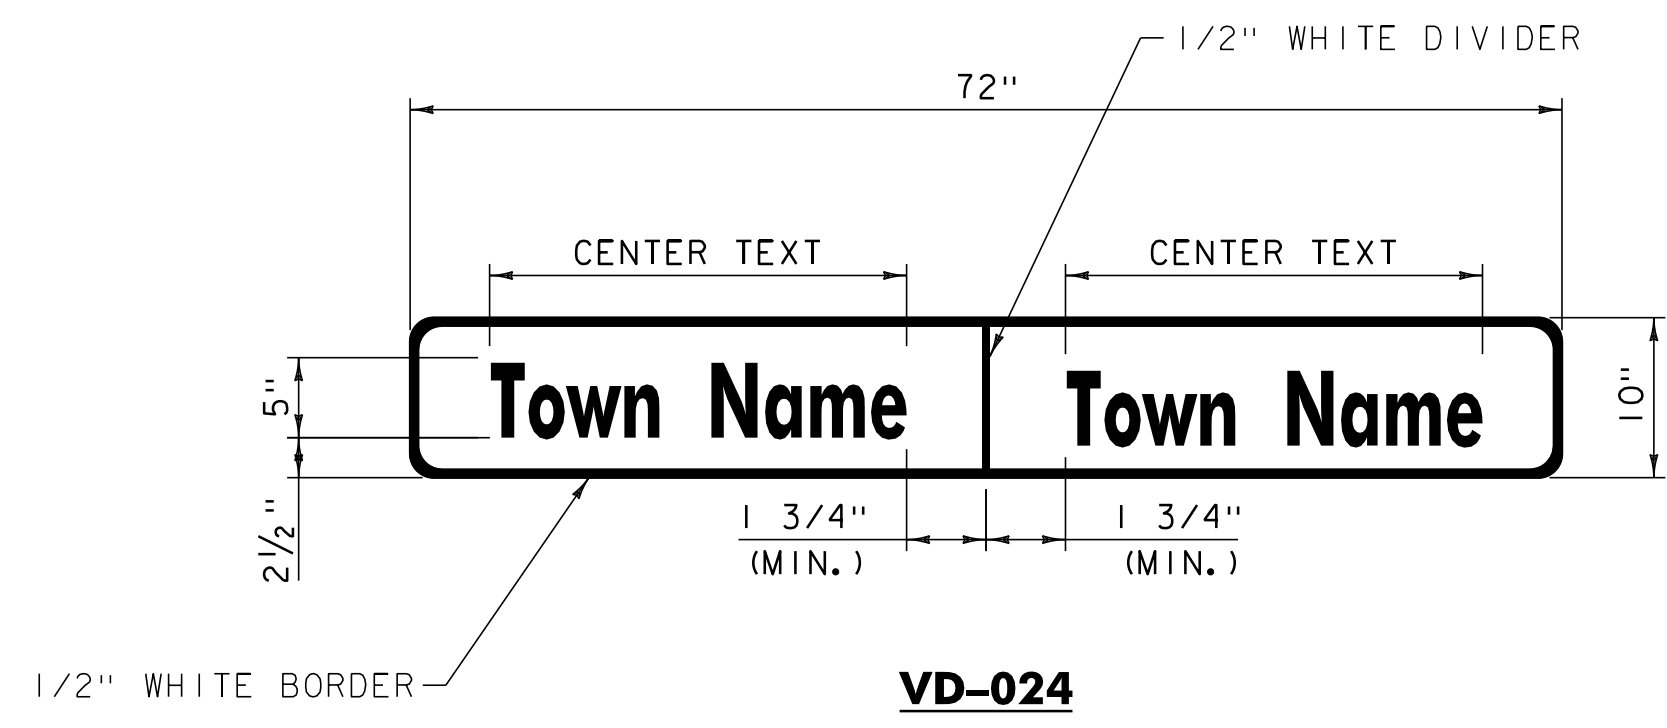 1/2" WHITE DIVIDER
72"
CENTER TEXT
CENTER TEXT
Town Name
Town Name
5"
10"
2½"
1 3/4"
(MIN.)
1 3/4"
(MIN.)
1/2" WHITE BORDER
VD–024